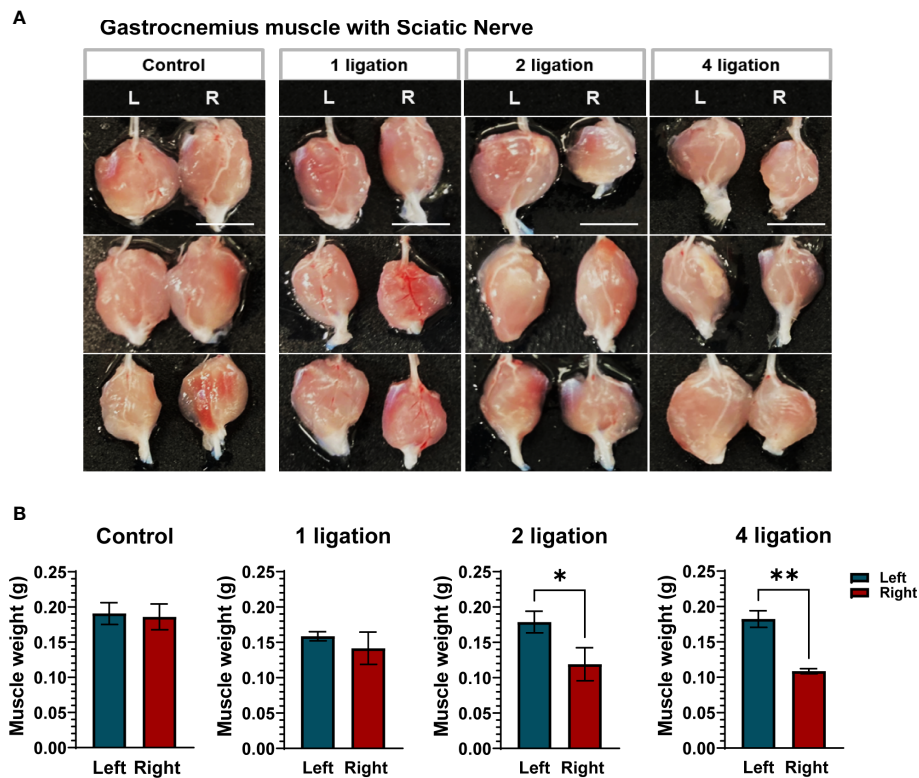 A
Gastrocnemius muscle with Sciatic Nerve
Control 1 ligation 2 ligation 4 ligation
L R L R L R L R
B
Control 1 ligation 2 ligation 4 ligation
Muscle weight (g) Muscle weight (g) Muscle weight (g) Muscle weight (g)
0.25 0.25 0.25 0.25
* **
Left
0.20 0.20 0.20 0.20
Right
0.15 0.15 0.15 0.15
0.10 0.10 0.10 0.10
0.05 0.05 0.05 0.05
0.00 0.00 0.00 0.00
Left Right Left Right Left Right Left Right